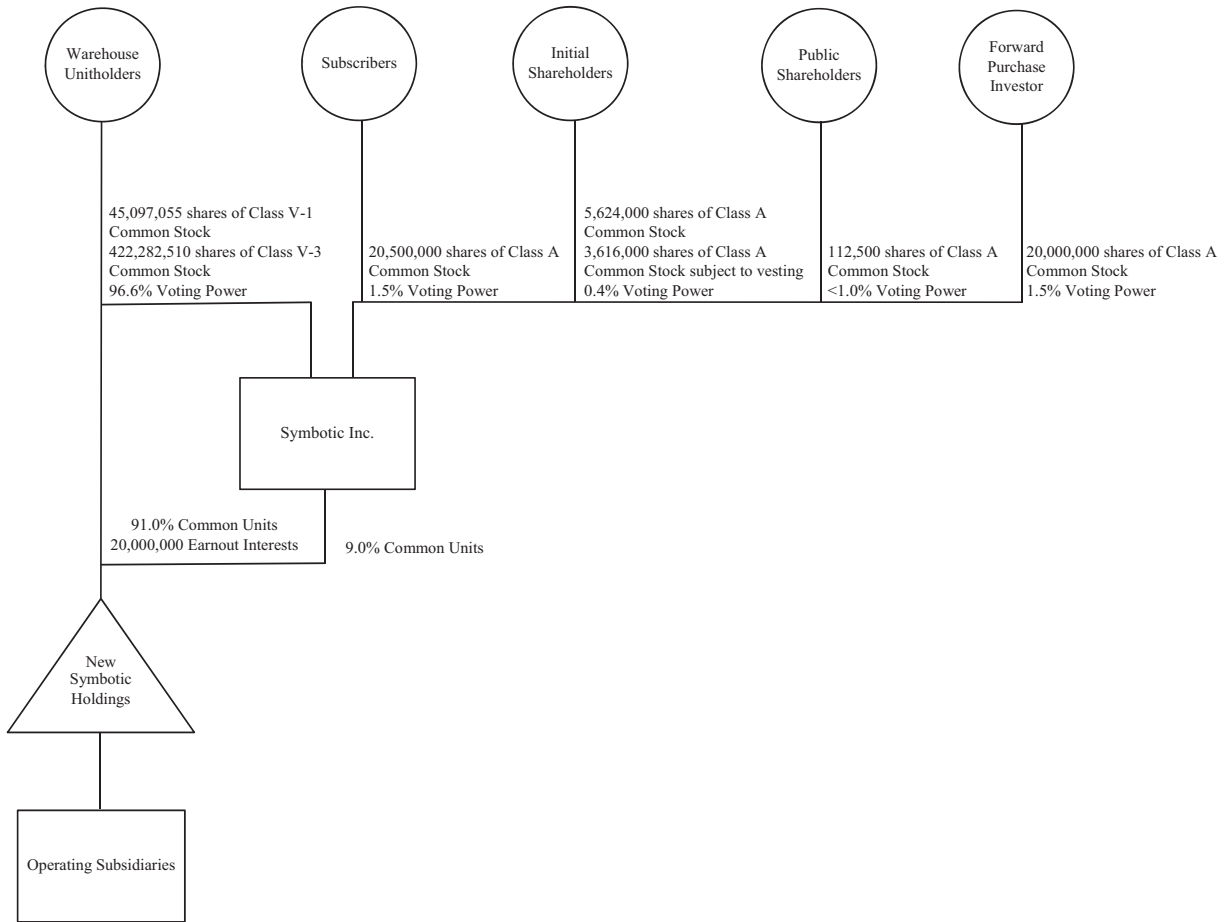 Warehouse
Unitholders
Subscribers
Initial
Shareholders
Public
Shareholders
Forward
Purchase
Investor
45,097,055 shares of Class V-1
Common Stock
422,282,510 shares of Class V-3
Common Stock
96.6% Voting Power
20,500,000 shares of Class A
Common Stock
1.5% Voting Power
5,624,000 shares of Class A
Common Stock
3,616,000 shares of Class A
Common Stock subject to vesting
0.4% Voting Power
112,500 shares of Class A
Common Stock
<1.0% Voting Power
20,000,000 shares of Class A
Common Stock
1.5% Voting Power
Symbotic Inc.
91.0% Common Units
20,000,000 Earnout Interests
9.0% Common Units
New
Symbotic
Holdings
Operating Subsidiaries